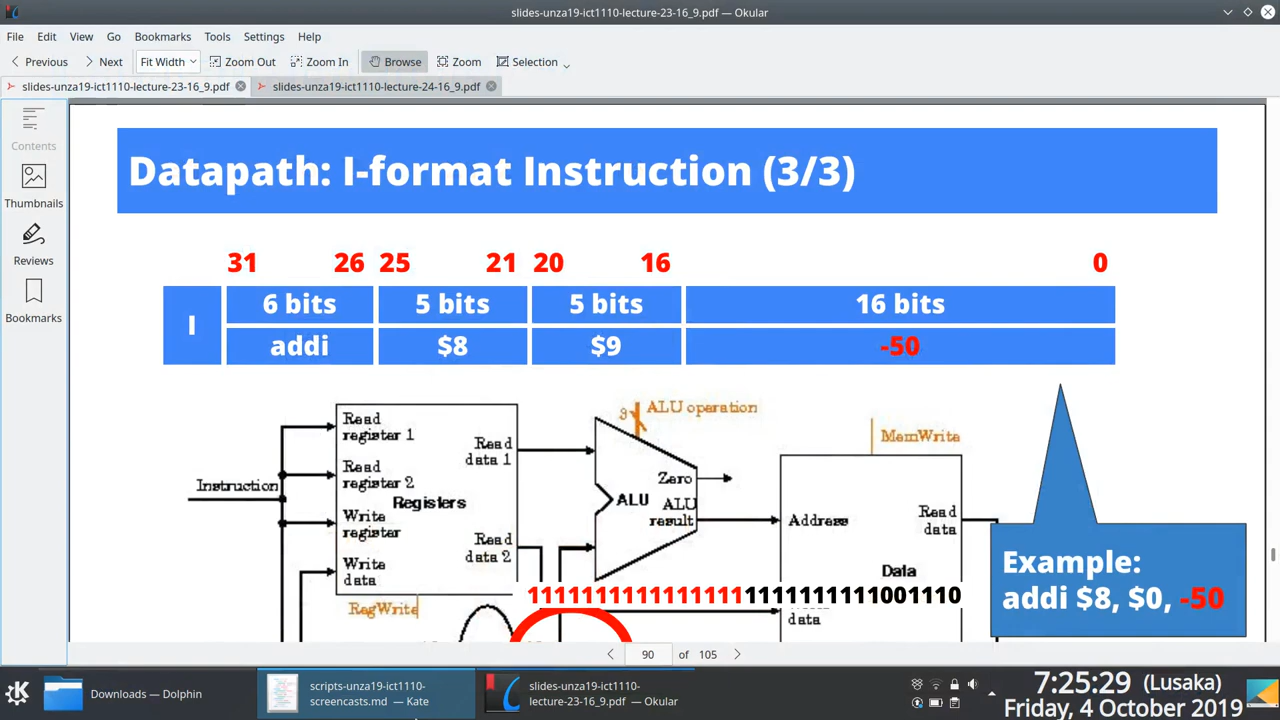 slides-unza19-ict1110-lecture-23-16_9.pdf — Okular
File Edit View Go Bookmarks Tools Settings Help
Previous Next Fit Width Zoom Out Zoom In Browse Zoom Selection
slides-unza19-ict1110-lecture-23-16_9.pdf slides-unza19-ict1110-lecture-24-16_9.pdf
Contents
Thumbnails
Reviews
Bookmarks
Datapath: I-format Instruction (3/3)
31 26 25 21 20 16 0
I 6 bits 5 bits 5 bits 16 bits
addi $8 $9 -50
3 ALU operation
MemWrite
Read
register 1
Read
register 2
Write
register
Write
data
Registers
Read
data 1
Read
data 2
Instruction
RegWrite
Zero
ALU
ALU
result
Address
Read
data
Data
data
11111111111111111111111111001110
Example:
addi $8, $0, -50
90 of 105
Downloads — Dolphin
scripts-unza19-ict1110-
screencasts.md — Kate
slides-unza19-ict1110-
lecture-23-16_9.pdf — Okular
7:25:29 (Lusaka)
Friday, 4 October 2019